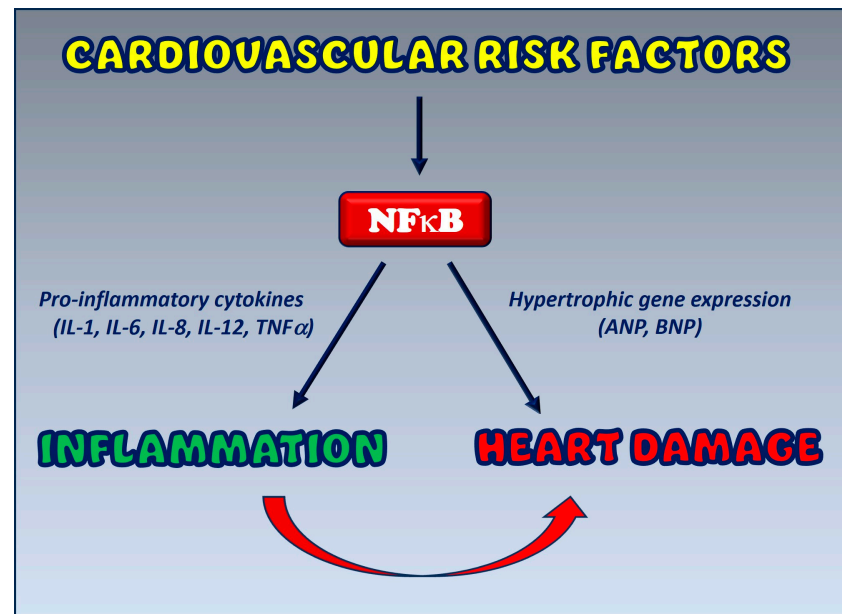 CARDIOVASCULAR RISK FACTORS
NFκB
Pro-inflammatory cytokines
(IL-1, IL-6, IL-8, IL-12, TNFα)
Hypertrophic gene expression
(ANP, BNP)
INFLAMMATION
HEART DAMAGE